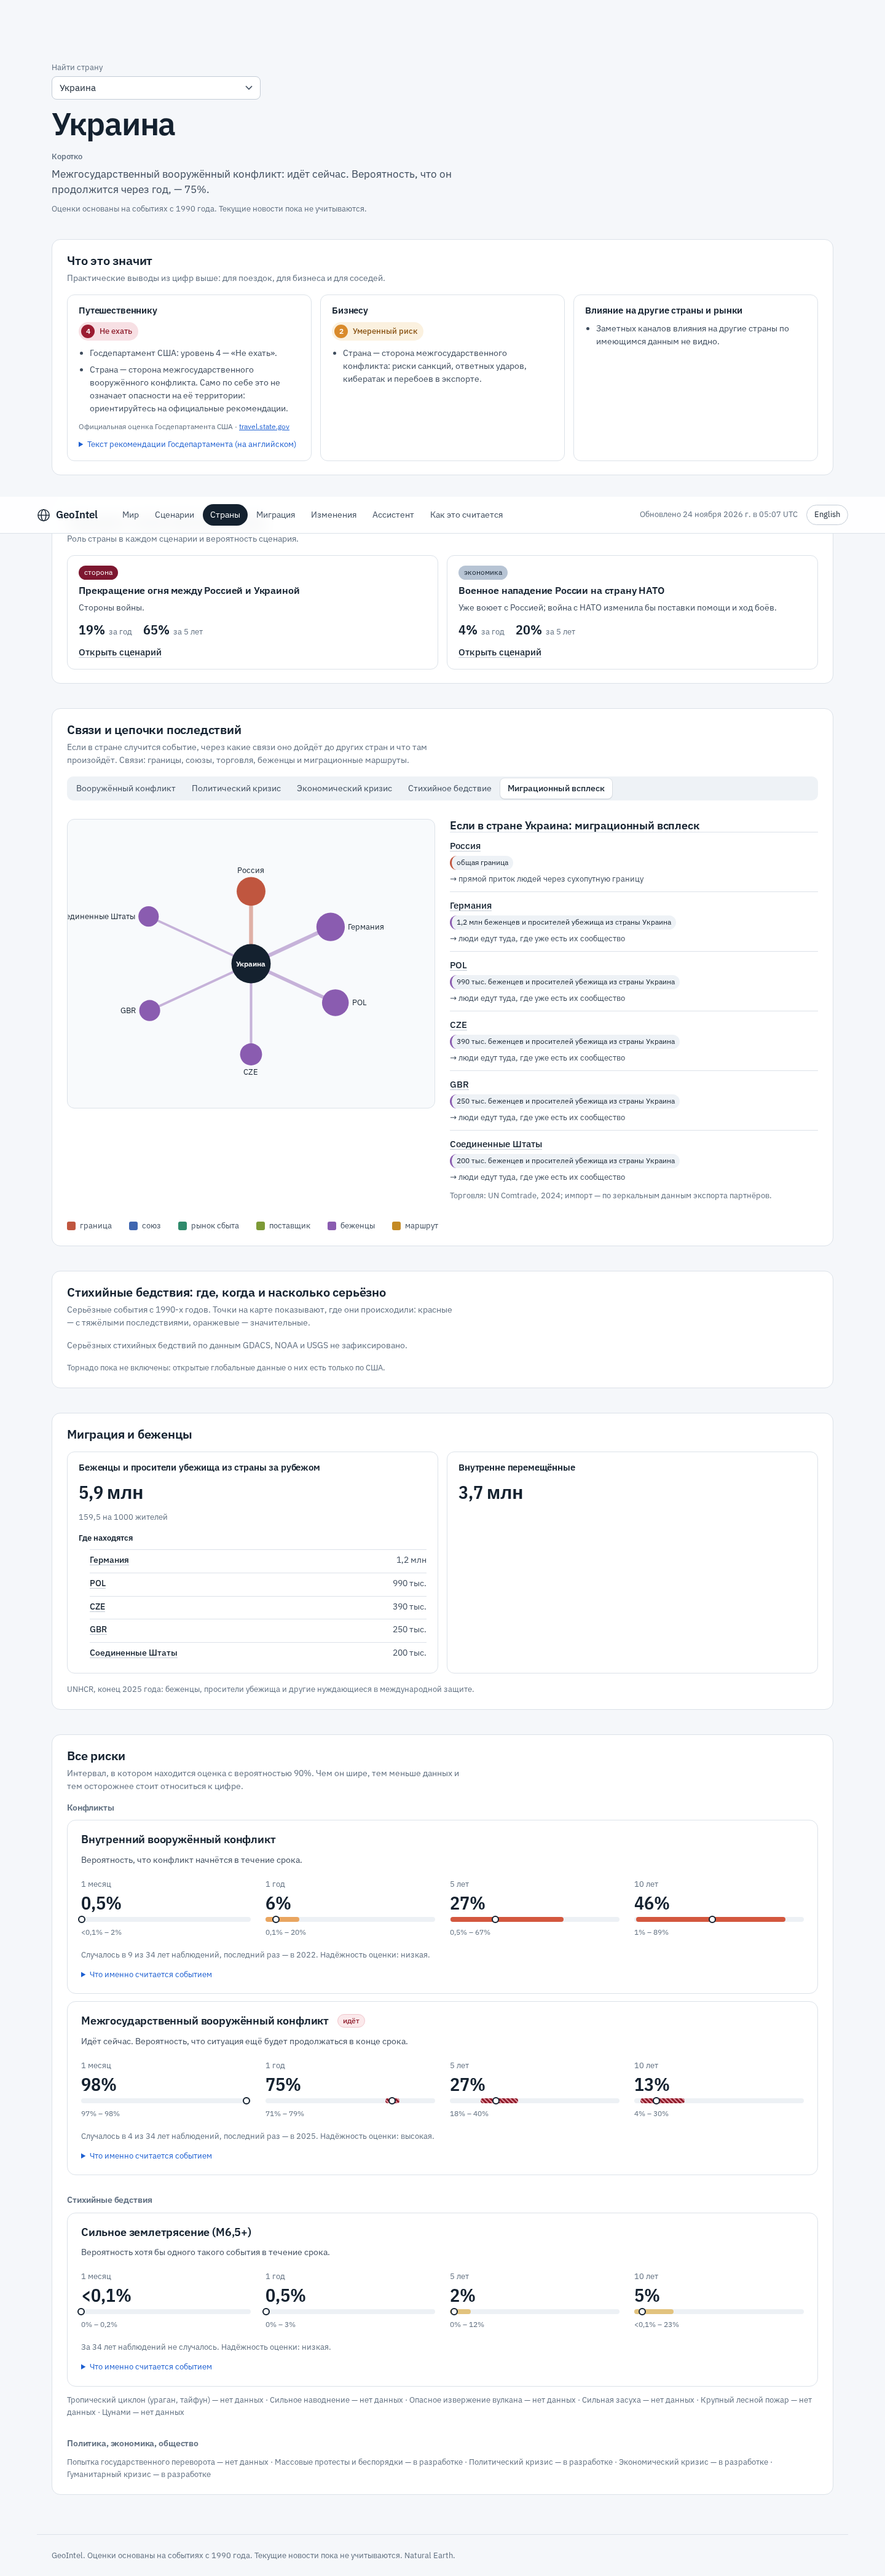 Найти страну
Украина
Украина
Коротко
Межгосударственный вооружённый конфликт: идёт сейчас. Вероятность, что он
продолжится через год, — 75%.
Оценки основаны на событиях с 1990 года. Текущие новости пока не учитываются.
Что это значит
Практические выводы из цифр выше: для поездок, для бизнеса и для соседей.
Путешественнику
4 Не ехать
Госдепартамент США: уровень 4 — «Не ехать».
Страна — сторона межгосударственного
вооружённого конфликта. Само по себе это не
означает опасности на её территории:
ориентируйтесь на официальные рекомендации.
Официальная оценка Госдепартамента США · travel.state.gov
Текст рекомендации Госдепартамента (на английском)
Бизнесу
2 Умеренный риск
Страна — сторона межгосударственного
конфликта: риски санкций, ответных ударов,
кибератак и перебоев в экспорте.
Влияние на другие страны и рынки
Заметных каналов влияния на другие страны по
имеющимся данным не видно.
GeoIntel Мир Сценарии Страны Миграция Изменения Ассистент Как это считается Обновлено 24 ноября 2026 г. в 05:07 UTC English
Роль страны в каждом сценарии и вероятность сценария.
сторона
Прекращение огня между Россией и Украиной
Стороны войны.
19% за год 65% за 5 лет
Открыть сценарий
экономика
Военное нападение России на страну НАТО
Уже воюет с Россией; война с НАТО изменила бы поставки помощи и ход боёв.
4% за год 20% за 5 лет
Открыть сценарий
Связи и цепочки последствий
Если в стране случится событие, через какие связи оно дойдёт до других стран и что там
произойдёт. Связи: границы, союзы, торговля, беженцы и миграционные маршруты.
Вооружённый конфликт Политический кризис Экономический кризис Стихийное бедствие Миграционный всплеск
Россия
единенные Штаты
Германия
Украина
POL
GBR
CZE
Если в стране Украина: миграционный всплеск
Россия
общая граница
→ прямой приток людей через сухопутную границу
Германия
1,2 млн беженцев и просителей убежища из страны Украина
→ люди едут туда, где уже есть их сообщество
POL
990 тыс. беженцев и просителей убежища из страны Украина
→ люди едут туда, где уже есть их сообщество
CZE
390 тыс. беженцев и просителей убежища из страны Украина
→ люди едут туда, где уже есть их сообщество
GBR
250 тыс. беженцев и просителей убежища из страны Украина
→ люди едут туда, где уже есть их сообщество
Соединенные Штаты
200 тыс. беженцев и просителей убежища из страны Украина
→ люди едут туда, где уже есть их сообщество
Торговля: UN Comtrade, 2024; импорт — по зеркальным данным экспорта партнёров.
граница союз рынок сбыта поставщик беженцы маршрут
Стихийные бедствия: где, когда и насколько серьёзно
Серьёзные события с 1990-х годов. Точки на карте показывают, где они происходили: красные
— с тяжёлыми последствиями, оранжевые — значительные.
Серьёзных стихийных бедствий по данным GDACS, NOAA и USGS не зафиксировано.
Торнадо пока не включены: открытые глобальные данные о них есть только по США.
Миграция и беженцы
Беженцы и просители убежища из страны за рубежом
5,9 млн
159,5 на 1000 жителей
Где находятся
Германия 1,2 млн
POL 990 тыс.
CZE 390 тыс.
GBR 250 тыс.
Соединенные Штаты 200 тыс.
Внутренне перемещённые
3,7 млн
UNHCR, конец 2025 года: беженцы, просители убежища и другие нуждающиеся в международной защите.
Все риски
Интервал, в котором находится оценка с вероятностью 90%. Чем он шире, тем меньше данных и
тем осторожнее стоит относиться к цифре.
Конфликты
Внутренний вооружённый конфликт
Вероятность, что конфликт начнётся в течение срока.
1 месяц 1 год 5 лет 10 лет
0,5% 6% 27% 46%
<0,1% – 2% 0,1% – 20% 0,5% – 67% 1% – 89%
Случалось в 9 из 34 лет наблюдений, последний раз — в 2022. Надёжность оценки: низкая.
Что именно считается событием
Межгосударственный вооружённый конфликт идёт
Идёт сейчас. Вероятность, что ситуация ещё будет продолжаться в конце срока.
1 месяц 1 год 5 лет 10 лет
98% 75% 27% 13%
97% – 98% 71% – 79% 18% – 40% 4% – 30%
Случалось в 4 из 34 лет наблюдений, последний раз — в 2025. Надёжность оценки: высокая.
Что именно считается событием
Стихийные бедствия
Сильное землетрясение (M6,5+)
Вероятность хотя бы одного такого события в течение срока.
1 месяц 1 год 5 лет 10 лет
<0,1% 0,5% 2% 5%
0% – 0,2% 0% – 3% 0% – 12% <0,1% – 23%
За 34 лет наблюдений не случалось. Надёжность оценки: низкая.
Что именно считается событием
Тропический циклон (ураган, тайфун) — нет данных · Сильное наводнение — нет данных · Опасное извержение вулкана — нет данных · Сильная засуха — нет данных · Крупный лесной пожар — нет
данных · Цунами — нет данных
Политика, экономика, общество
Попытка государственного переворота — нет данных · Массовые протесты и беспорядки — в разработке · Политический кризис — в разработке · Экономический кризис — в разработке ·
Гуманитарный кризис — в разработке
GeoIntel. Оценки основаны на событиях с 1990 года. Текущие новости пока не учитываются. Natural Earth.